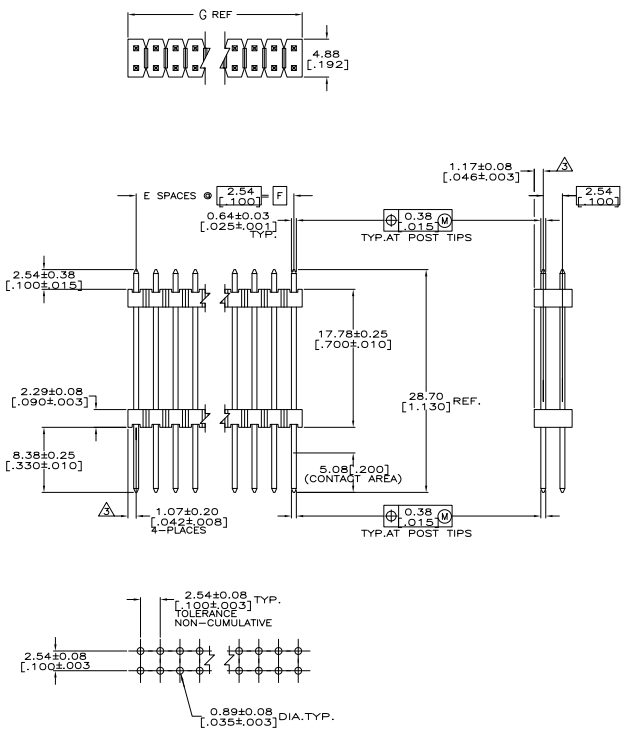 G REF
4.88
[.192]
1.17±0.08
[.046±.003]
3
E SPACES @ 2.54 = F
[.100]
2.54
[.100]
0.64±0.03
[.025±.001]
TYP.
0.38 M
[.015]
TYP.AT POST TIPS
2.54±0.38
[.100±.015]
17.78±0.25
[.700±.010]
2.29±0.08
[.090±.003]
28.70 REF.
[1.130]
8.38±0.25
[.330±.010]
5.08[.200]
(CONTACT AREA)
3
1.07±0.20
[.042±.008]
4-PLACES
0.38 M
[.015]
TYP.AT POST TIPS
2.54±0.08 TYP.
[.100±.003]
TOLERANCE
NON-CUMULATIVE
2.54±0.08
[.100±.003
0.89±0.08 DIA.TYP.
[.035±.003]